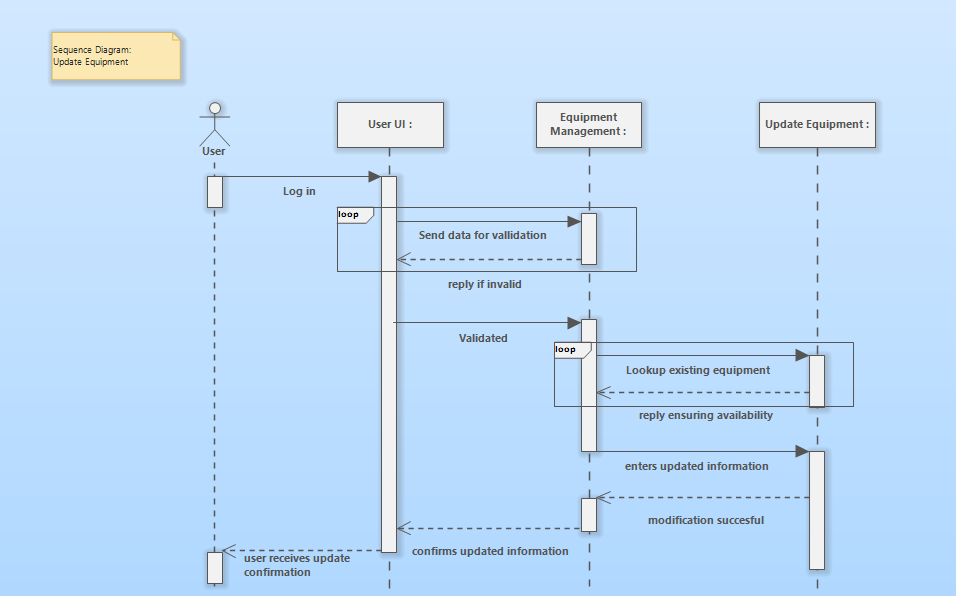 Sequence Diagram:
Update Equipment
User
User UI :
Equipment
Management :
Update Equipment :
Log in
loop
Send data for vallidation
reply if invalid
Validated
loop
Lookup existing equipment
reply ensuring availability
enters updated information
modification succesful
confirms updated information
user receives update
confirmation